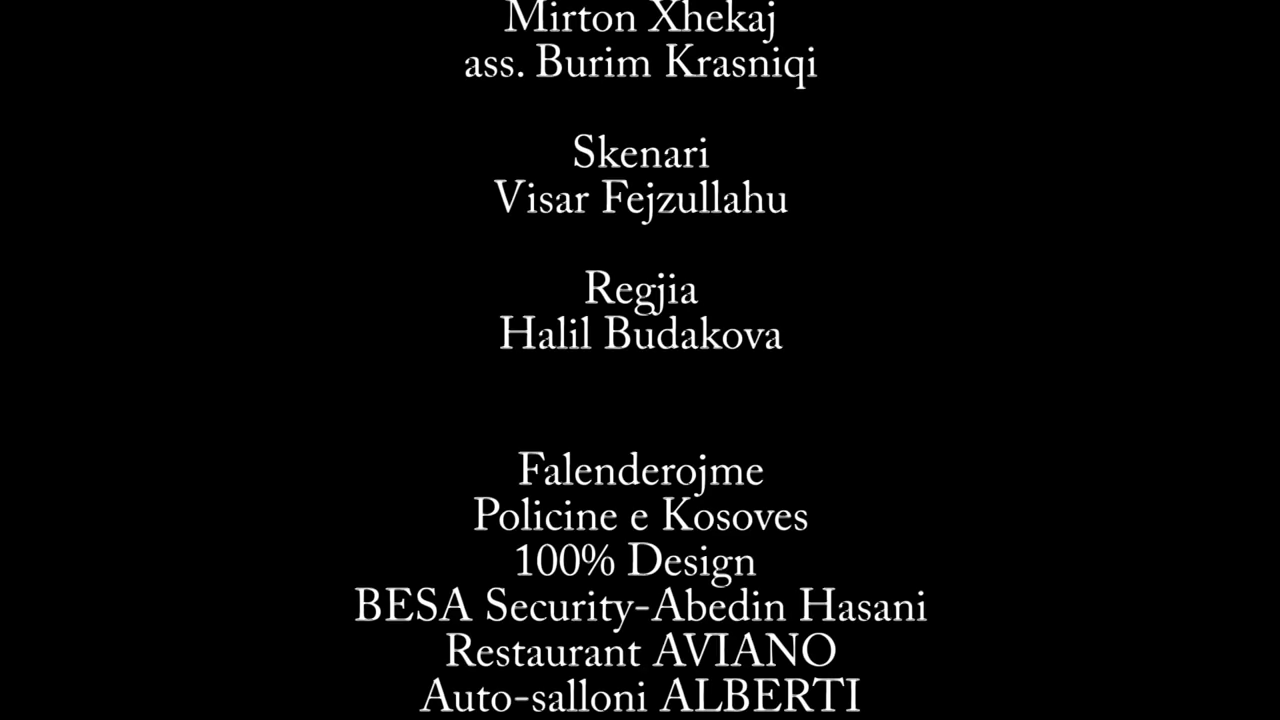 Mirton Xhekaj
ass. Burim Krasniqi
Skenari
Visar Fejzullahu
Regjia
Halil Budakova
Falenderojme
Policine e Kosoves
100% Design
BESA Security-Abedin Hasani
Restaurant AVIANO
Auto-salloni ALBERTI